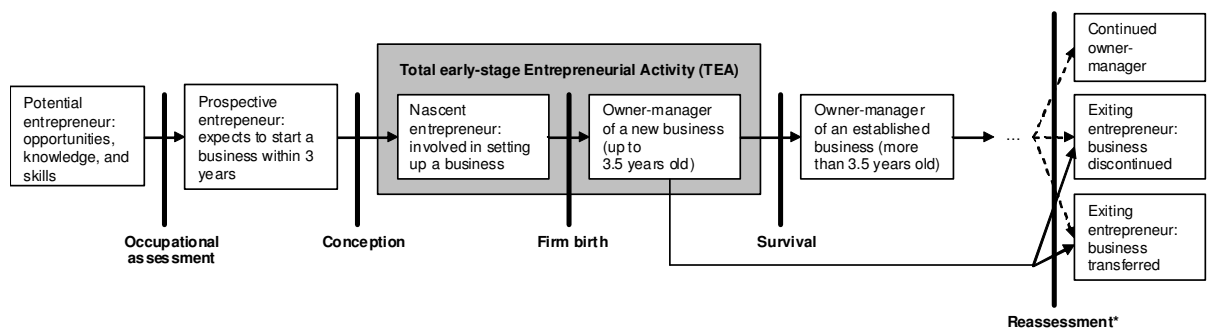 Total early-stage Entrepreneurial Activity (TEA)
Potential
entrepreneur:
opportunities,
knowledge, and
skills
Prospective
entrepeneur:
expects to start a
business within 3
years
Nascent
entrepreneur:
involved in setting
up a business
Owner-manager
of a new business
(up to
3.5 years old)
Owner-manager
of an established
business (more
than 3.5 years old)
...
Continued
owner-
manager
Exiting
entrepreneur:
business
discontinued
Exiting
entrepreneur:
business
transferred
Occupational
assessment
Conception
Firm birth
Survival
Reassessment*